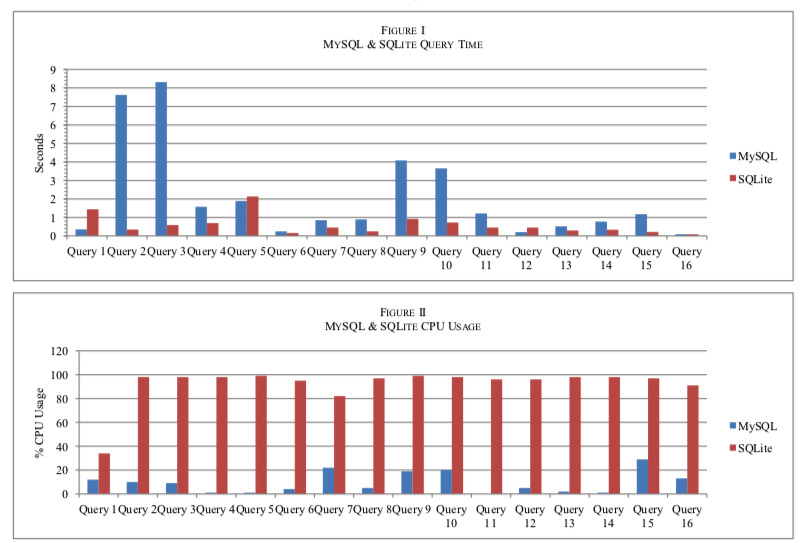 FIGURE I
MYSQL & SQLITE QUERY TIME
9
8
7
6
5
4
3
2
1
0
Seconds
Query 1 Query 2 Query 3 Query 4 Query 5 Query 6 Query 7 Query 8 Query 9 Query 10 Query 11 Query 12 Query 13 Query 14 Query 15 Query 16
MySQL
SQLite
FIGURE II
MYSQL & SQLITE CPU USAGE
120
100
80
60
40
20
0
% CPU Usage
Query 1 Query 2 Query 3 Query 4 Query 5 Query 6 Query 7 Query 8 Query 9 Query 10 Query 11 Query 12 Query 13 Query 14 Query 15 Query 16
MySQL
SQLite